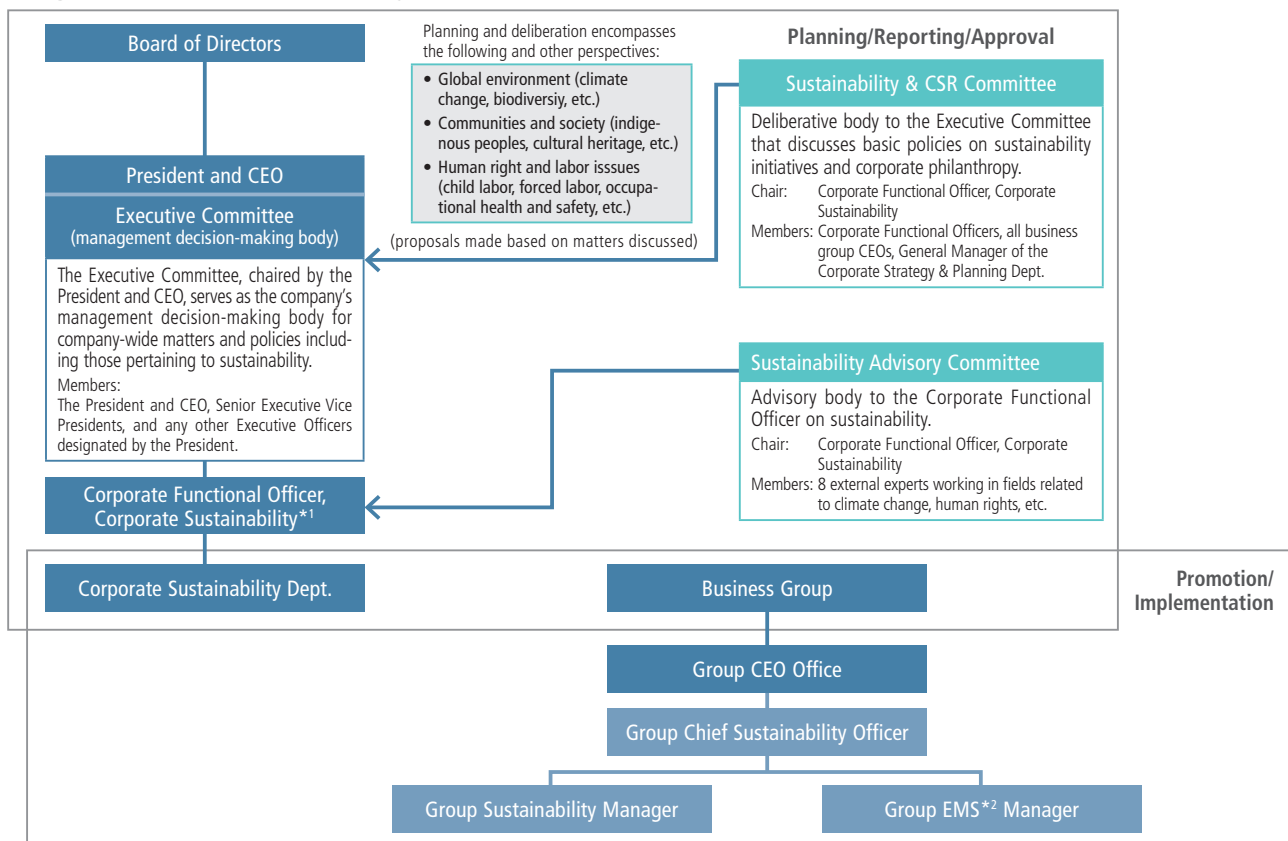 Board of Directors
President and CEO
Executive Committee
(management decision-making body)
The Executive Committee, chaired by the
President and CEO, serves as the company’s
management decision-making body for
company-wide matters and policies includ-
ing those pertaining to sustainability.
Members:
The President and CEO, Senior Executive Vice
Presidents, and any other Executive Officers
designated by the President.
Corporate Functional Officer,
Corporate Sustainability*1
Corporate Sustainability Dept.
Planning and deliberation encompasses
the following and other perspectives:
• Global environment (climate
change, biodiversiy, etc.)
• Communities and society (indige-
nous peoples, cultural heritage, etc.)
• Human right and labor isssues
(child labor, forced labor, occupa-
tional health and safety, etc.)
(proposals made based on matters discussed)
Planning/Reporting/Approval
Sustainability & CSR Committee
Deliberative body to the Executive Committee
that discusses basic policies on sustainability
initiatives and corporate philanthropy.
Chair: Corporate Functional Officer, Corporate
Sustainability
Members: Corporate Functional Officers, all business
group CEOs, General Manager of the
Corporate Strategy & Planning Dept.
Sustainability Advisory Committee
Advisory body to the Corporate Functional
Officer on sustainability.
Chair: Corporate Functional Officer, Corporate
Sustainability
Members: 8 external experts working in fields related
to climate change, human rights, etc.
Promotion/
Implementation
Business Group
Group CEO Office
Group Chief Sustainability Officer
Group Sustainability Manager
Group EMS*2 Manager